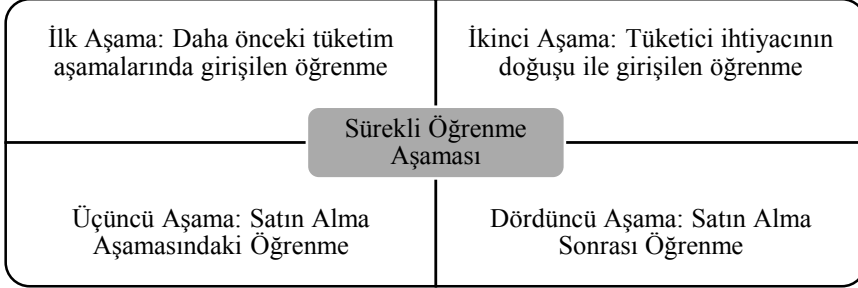 İlk Aşama: Daha önceki tüketim
aşamalarında girişilen öğrenme
İkinci Aşama: Tüketici ihtiyacının
doğuşu ile girişilen öğrenme
Sürekli Öğrenme
Aşaması
Üçüncü Aşama: Satın Alma
Aşamasındaki Öğrenme
Dördüncü Aşama: Satın Alma
Sonrası Öğrenme